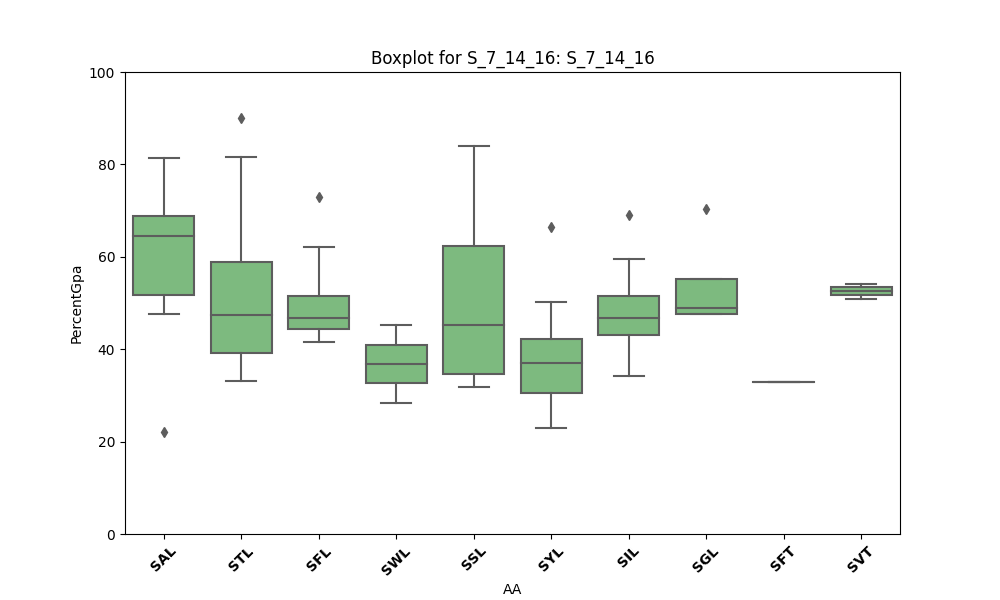 Boxplot for S_7_14_16: S_7_14_16
100
80
60
40
20
0
PercentGpa
SAL STL SFL SWL SSL SYL SIL SGL SFT SVT
AA